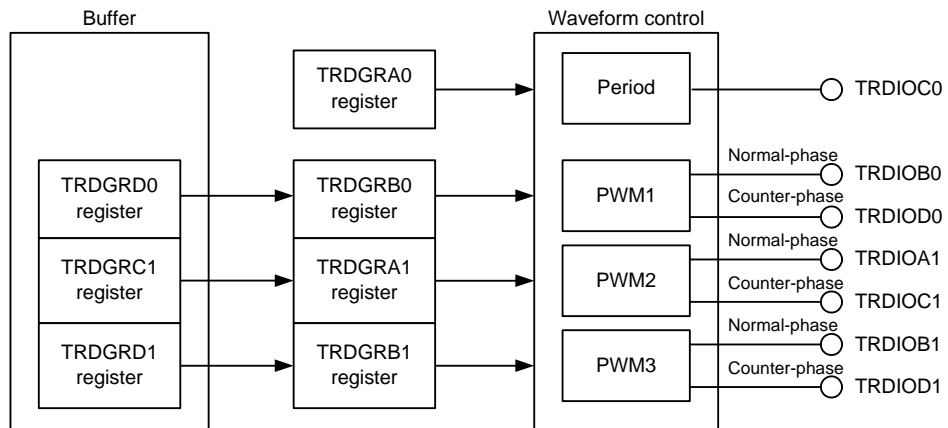 Buffer
Waveform control
TRDGRA0
register
Period
TRDIOC0
TRDGRD0
register
TRDGRB0
register
PWM1
Normal-phase
TRDIOB0
Counter-phase
TRDIOD0
TRDGRC1
register
TRDGRA1
register
PWM2
Normal-phase
TRDIOA1
Counter-phase
TRDIOC1
TRDGRD1
register
TRDGRB1
register
PWM3
Normal-phase
TRDIOB1
Counter-phase
TRDIOD1